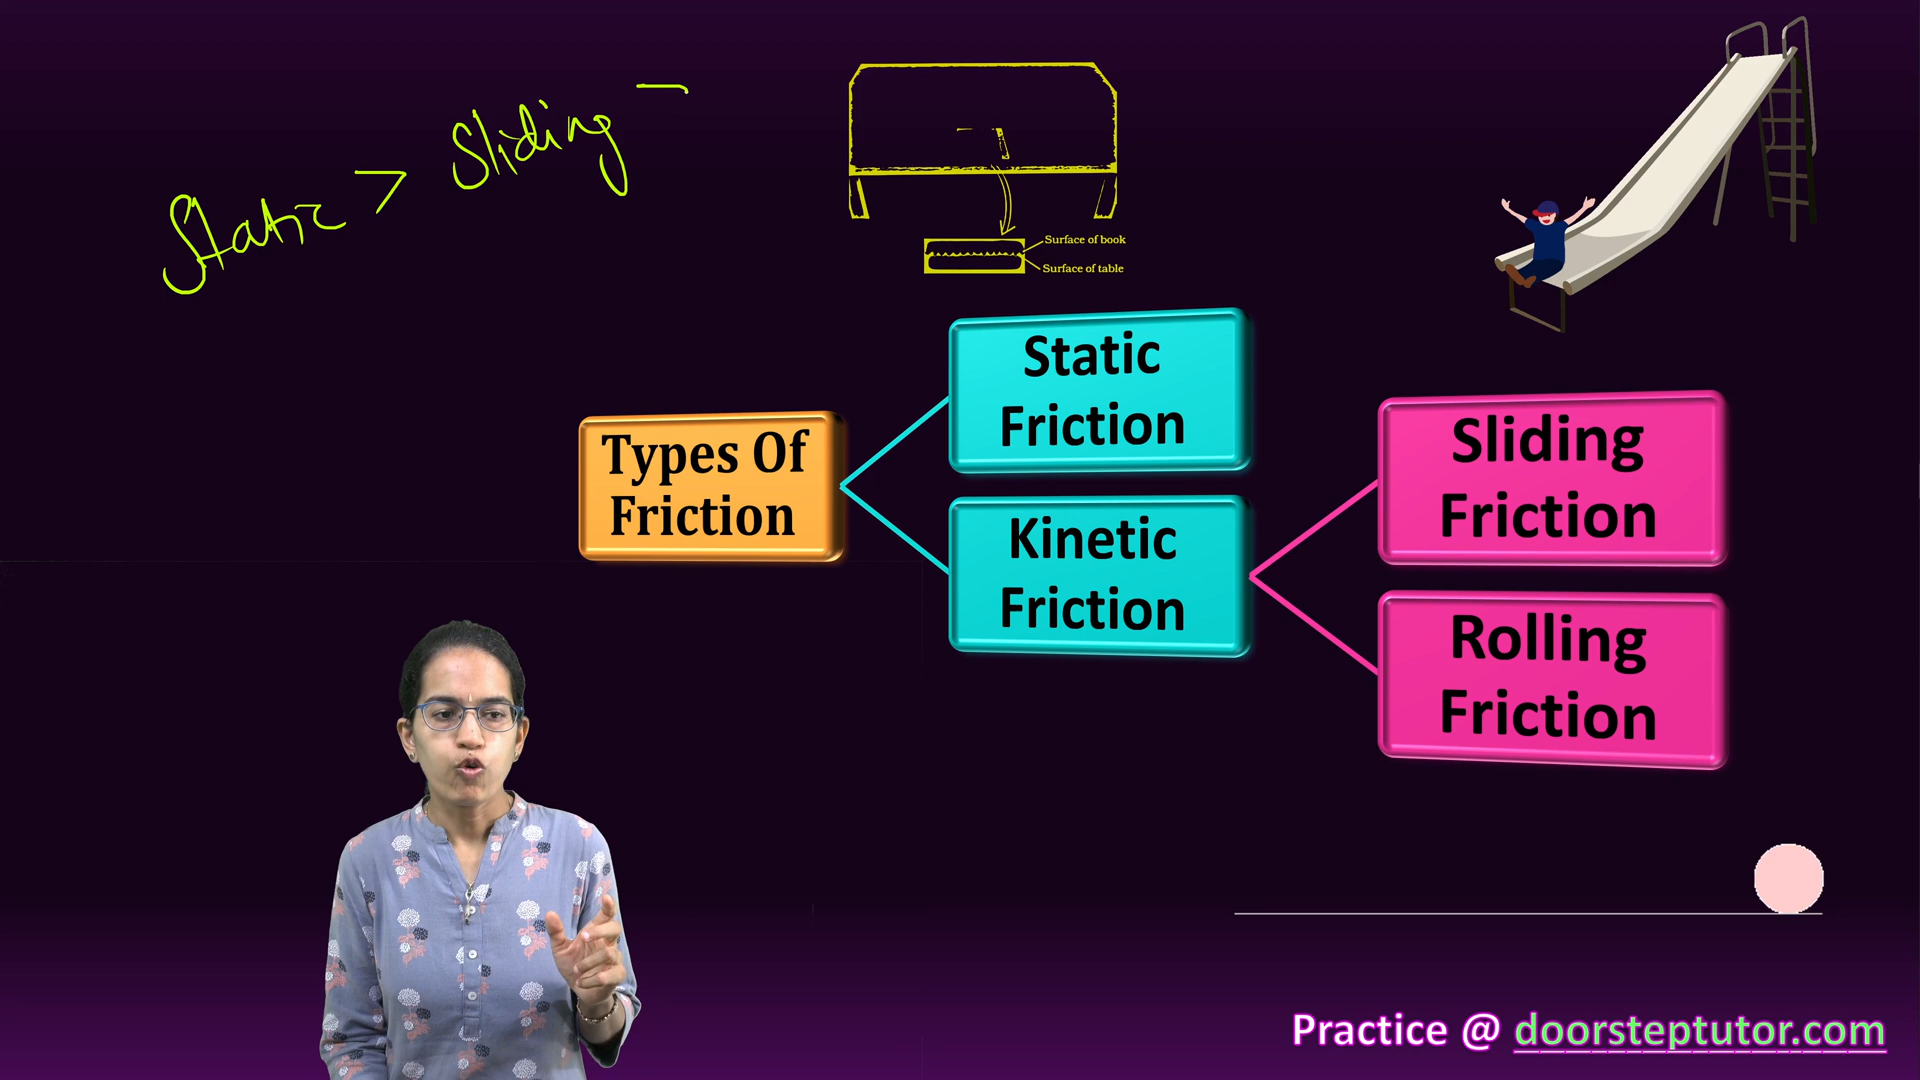 Static > Sliding
Surface of book
Surface of table
Types Of
Friction
Static
Friction
Kinetic
Friction
Sliding
Friction
Rolling
Friction
Practice @ doorsteptutor.com